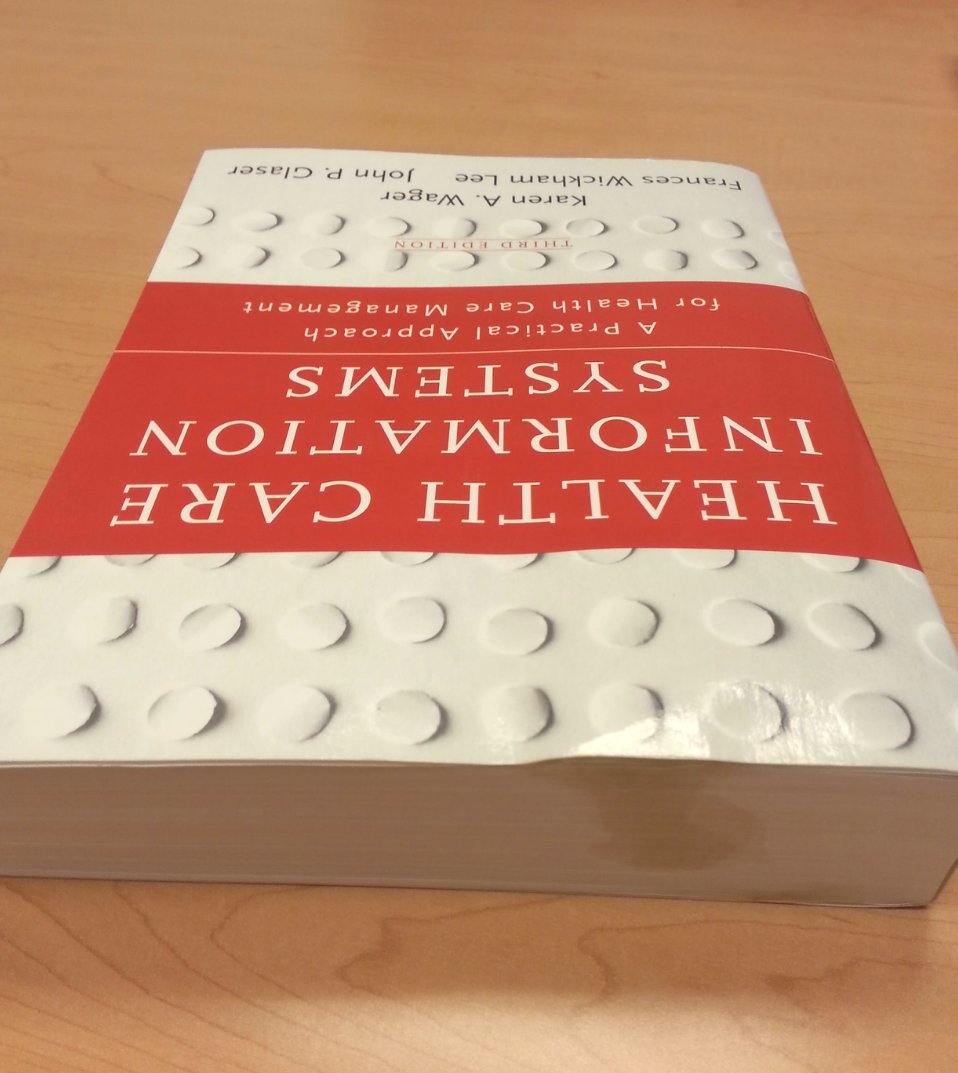 HEALTH CARE
INFORMATION
SYSTEMS
A Practical Approach
for Health Care Management
THIRD EDITION
Karen A. Wager
Frances Wickham Lee John P. Glaser